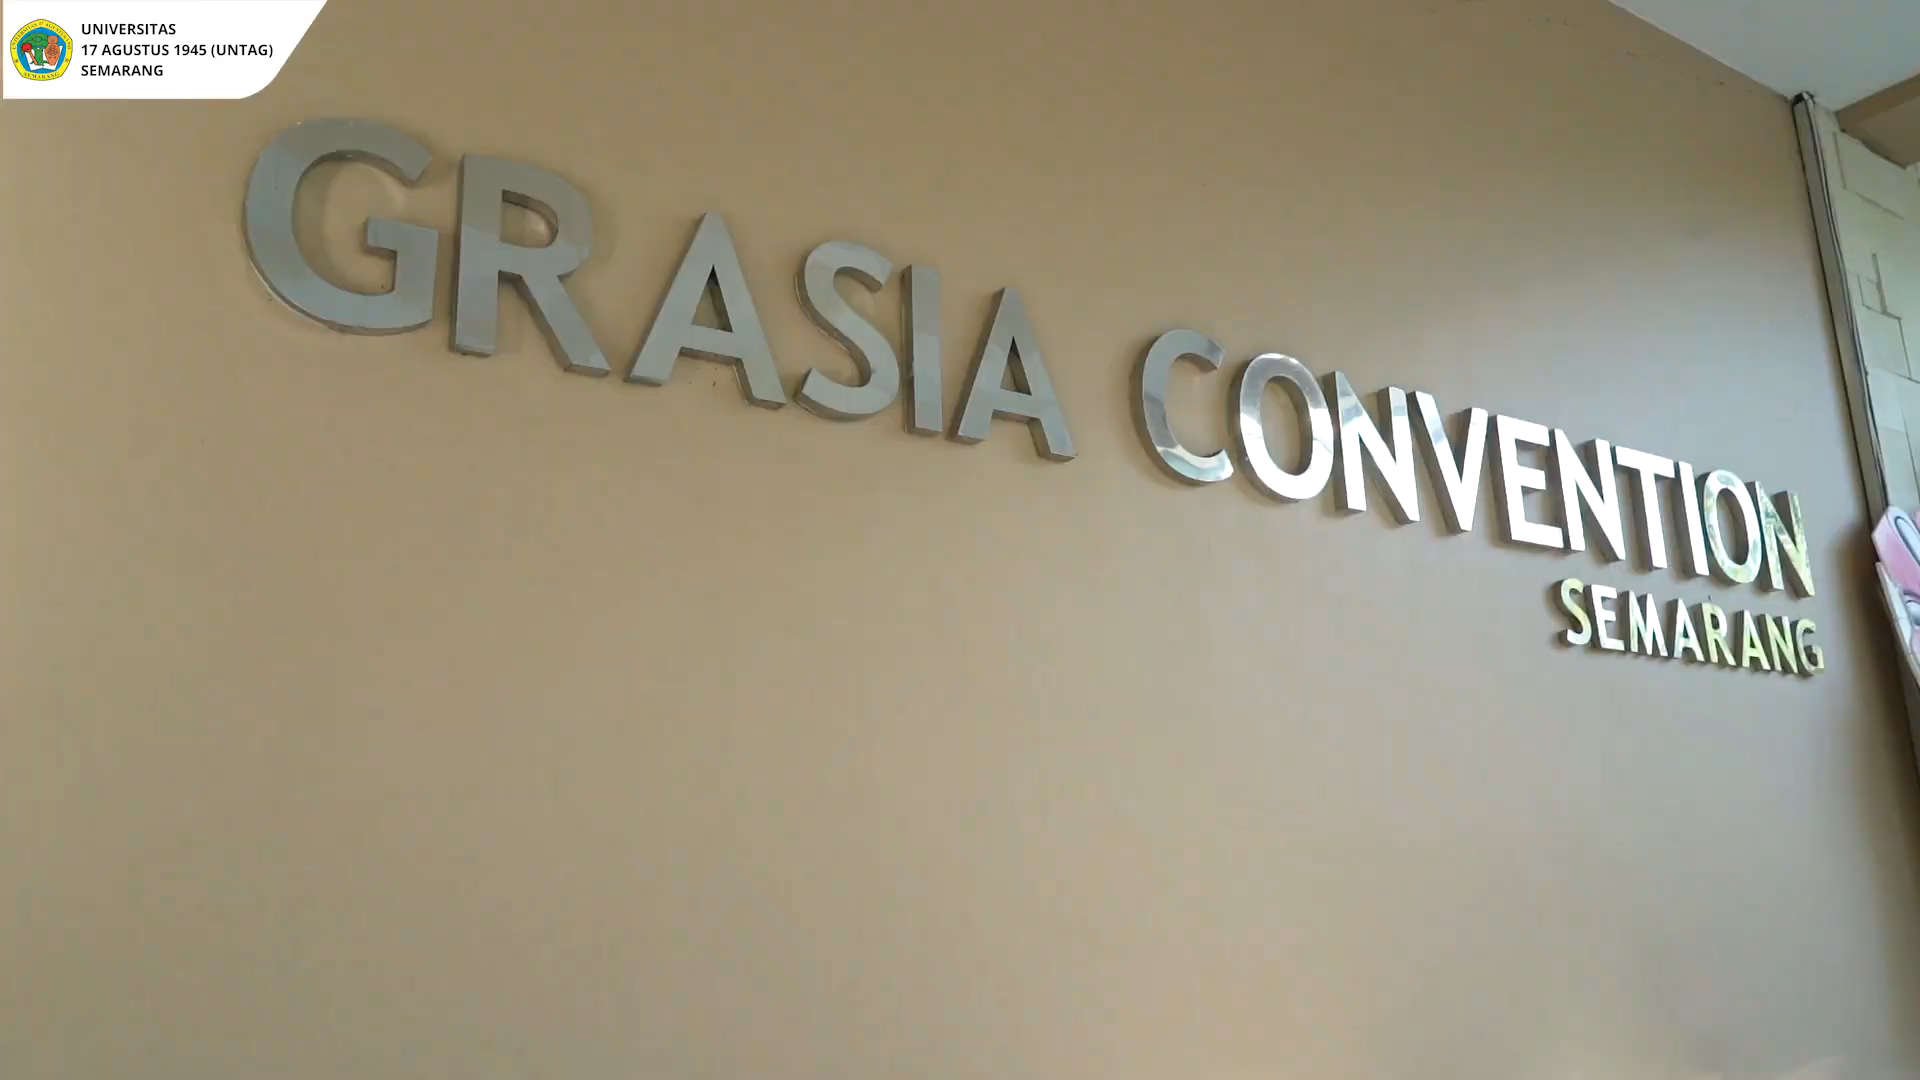 UNIVERSITAS
17 AGUSTUS 1945 (UNTAG)
SEMARANG
GRASIA CONVENTION
SEMARANG